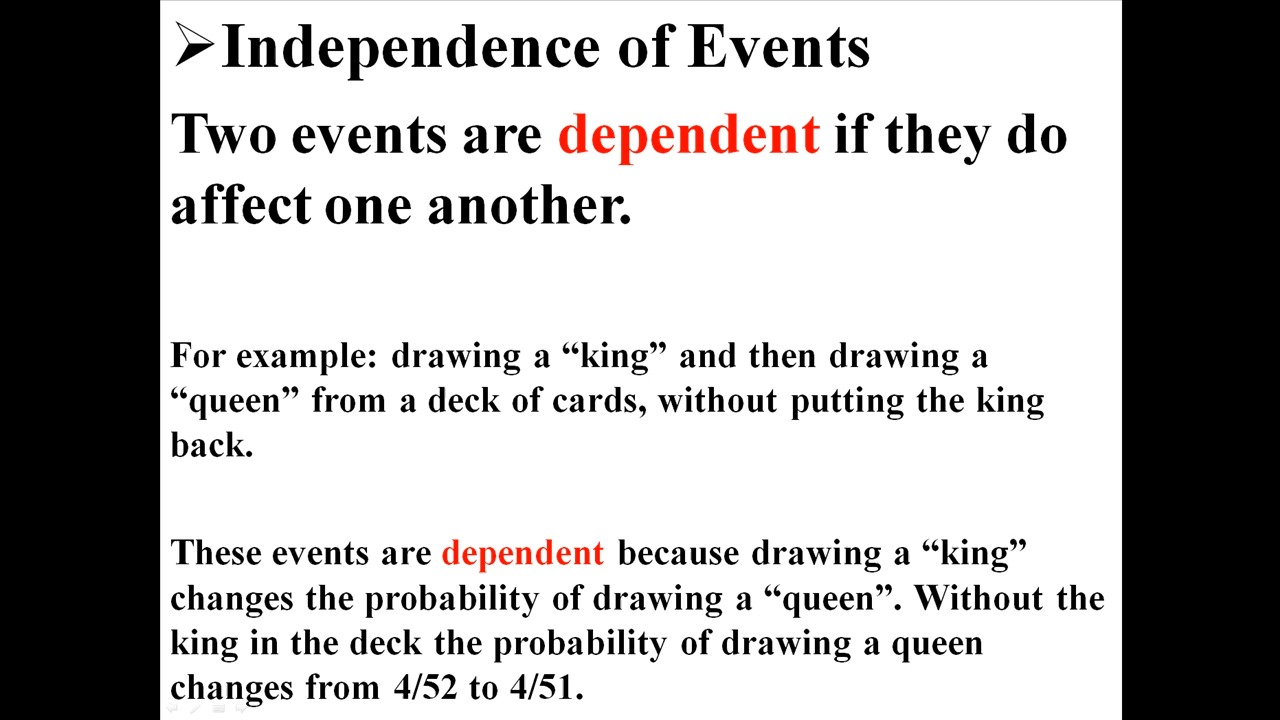 ➢Independence of Events
Two events are dependent if they do
affect one another.
For example: drawing a “king” and then drawing a
“queen” from a deck of cards, without putting the king
back.
These events are dependent because drawing a “king”
changes the probability of drawing a “queen”. Without the
king in the deck the probability of drawing a queen
changes from 4/52 to 4/51.